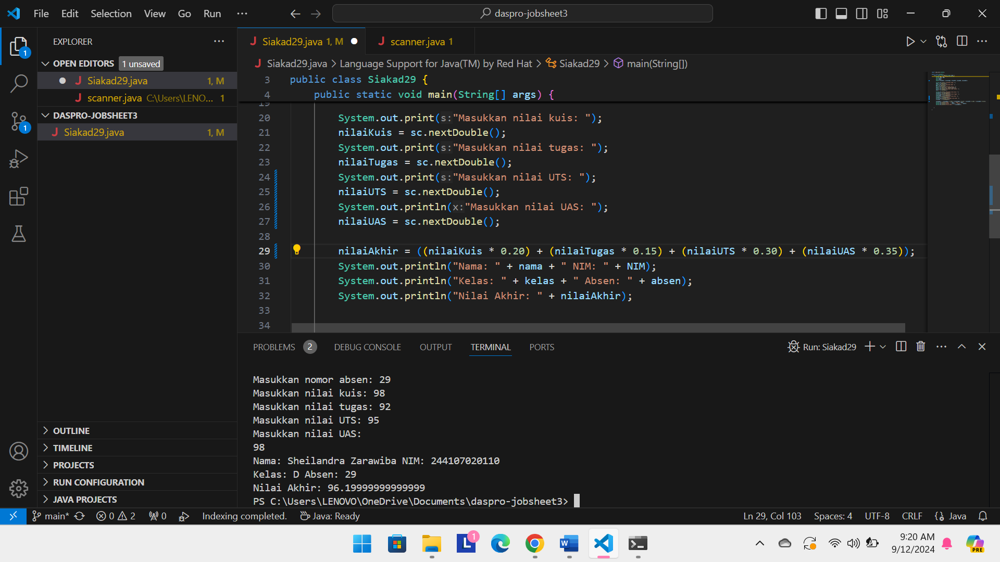 File Edit Selection View Go Run ··· daspro-jobsheet3
EXPLORER ···
OPEN EDITORS 1 unsaved
Siakad29.java 1, M
scanner.java C:\Users\LENO... 1
DASPRO-JOBSHEET3
Siakad29.java 1, M
OUTLINE
TIMELINE
PROJECTS
RUN CONFIGURATION
JAVA PROJECTS
1
1
Siakad29.java 1, M scanner.java 1
Siakad29.java > Language Support for Java(TM) by Red Hat > Siakad29 > main(String[])
3 public class Siakad29 {
4 public static void main(String[] args) {
19
20 System.out.print(s:"Masukkan nilai kuis: ");
21 nilaiKuis = sc.nextDouble();
22 System.out.print(s:"Masukkan nilai tugas: ");
23 nilaiTugas = sc.nextDouble();
24 System.out.print(s:"Masukkan nilai UTS: ");
25 nilaiUTS = sc.nextDouble();
26 System.out.println(x:"Masukkan nilai UAS: ");
27 nilaiUAS = sc.nextDouble();
28
29 nilaiAkhir = ((nilaiKuis * 0.20) + (nilaiTugas * 0.15) + (nilaiUTS * 0.30) + (nilaiUAS * 0.35));
30 System.out.println("Nama: " + nama + " NIM: " + NIM);
31 System.out.println("Kelas: " + kelas + " Absen: " + absen);
32 System.out.println("Nilai Akhir: " + nilaiAkhir);
33
34
PROBLEMS 2 DEBUG CONSOLE OUTPUT TERMINAL PORTS Run: Siakad29
Masukkan nomor absen: 29
Masukkan nilai kuis: 98
Masukkan nilai tugas: 92
Masukkan nilai UTS: 95
Masukkan nilai UAS:
98
Nama: Sheilandra Zarawiba NIM: 244107020110
Kelas: D Absen: 29
Nilai Akhir: 96.19999999999999
PS C:\Users\LENOVO\OneDrive\Documents\daspro-jobsheet3>
main* 0 2 0 Indexing completed. Java: Ready Ln 29, Col 103 Spaces: 4 UTF-8 CRLF Java
L 1 W PRE
9:20 AM
9/12/2024